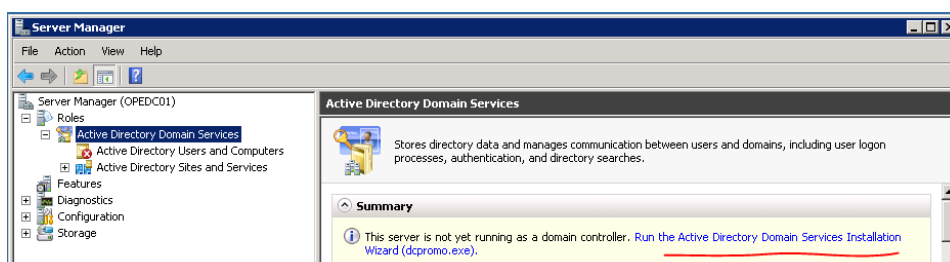 Server Manager
File Action View Help
Server Manager (OPEDC01)
Roles
Active Directory Domain Services
Active Directory Users and Computers
Active Directory Sites and Services
Features
Diagnostics
Configuration
Storage
Active Directory Domain Services
Stores directory data and manages communication between users and domains, including user logon
processes, authentication, and directory searches.
Summary
This server is not yet running as a domain controller. Run the Active Directory Domain Services Installation
Wizard (dcpromo.exe).